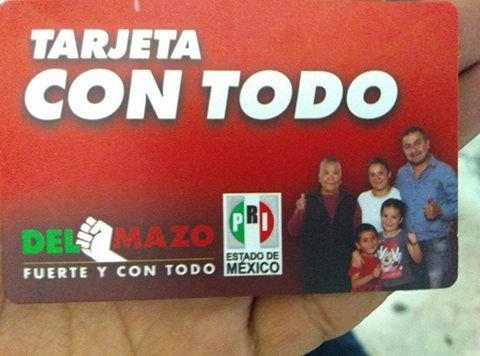 TARJETA
CON TODO
DEL MAZO
FUERTE Y CON TODO
PRI
ESTADO DE
MÉXICO